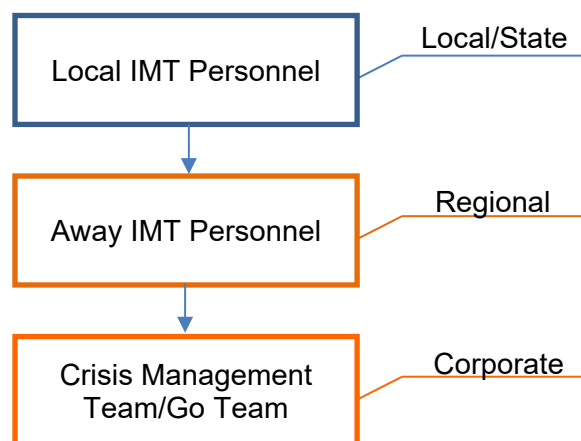 Local/State
Local IMT Personnel
Regional
Away IMT Personnel
Corporate
Crisis Management
Team/Go Team